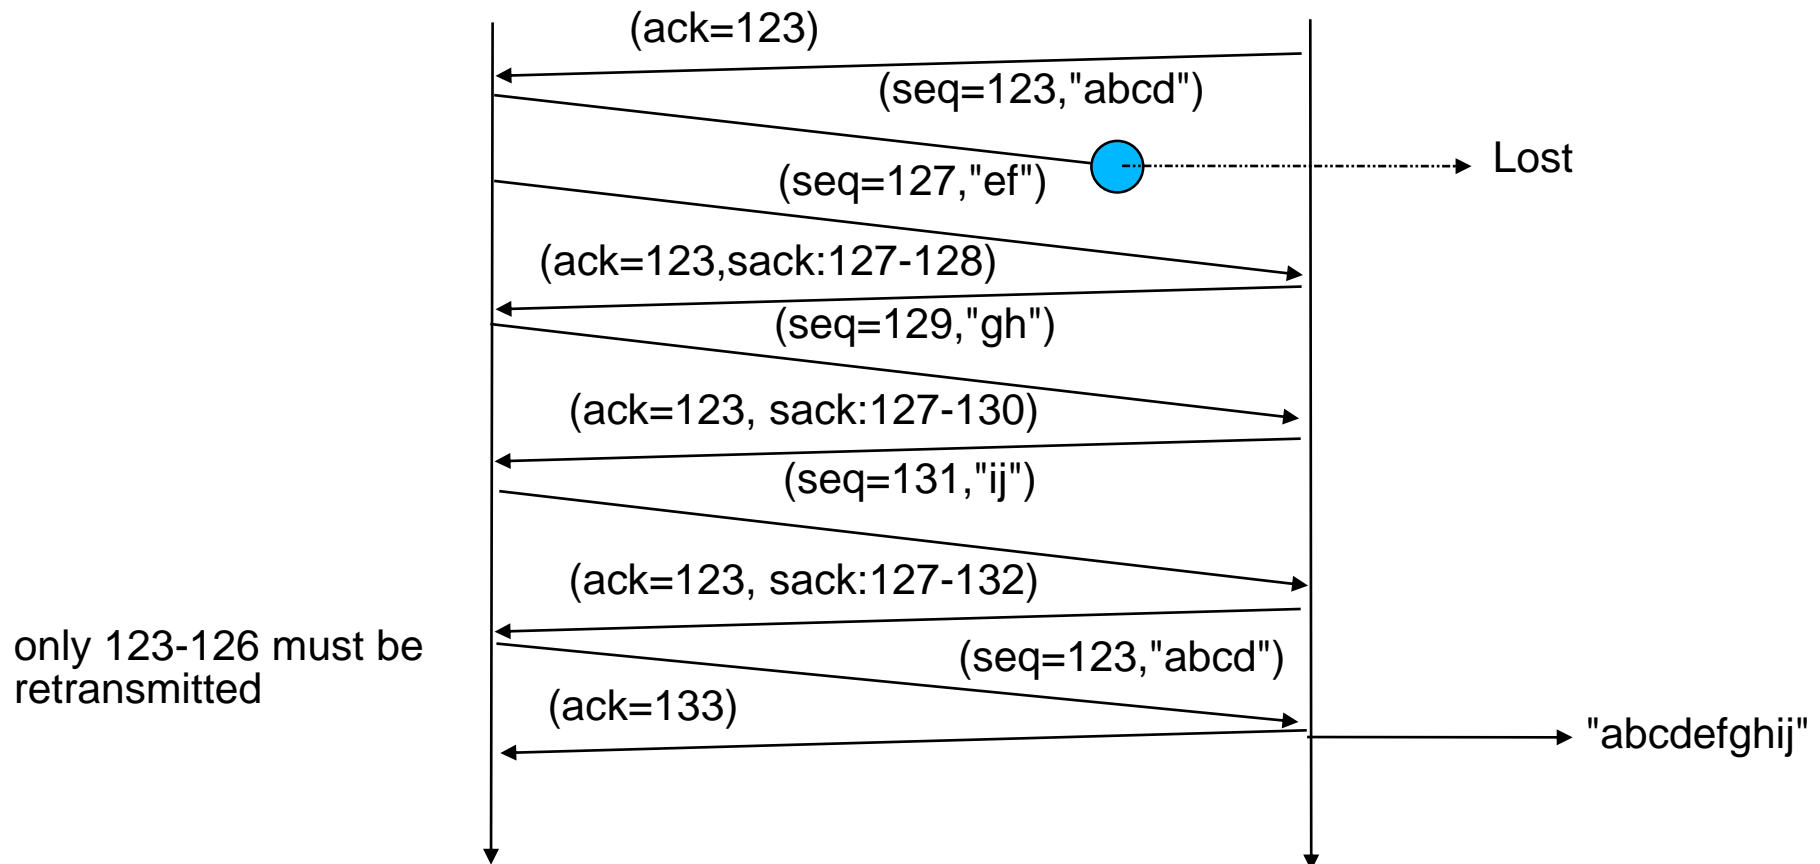 (ack=123)
(seq=123,"abcd")
Lost
(seq=127,"ef")
(ack=123,sack:127-128)
(seq=129,"gh")
(ack=123, sack:127-130)
(seq=131,"ij")
(ack=123, sack:127-132)
only 123-126 must be
retransmitted
(seq=123,"abcd")
(ack=133)
"abcdefghij"